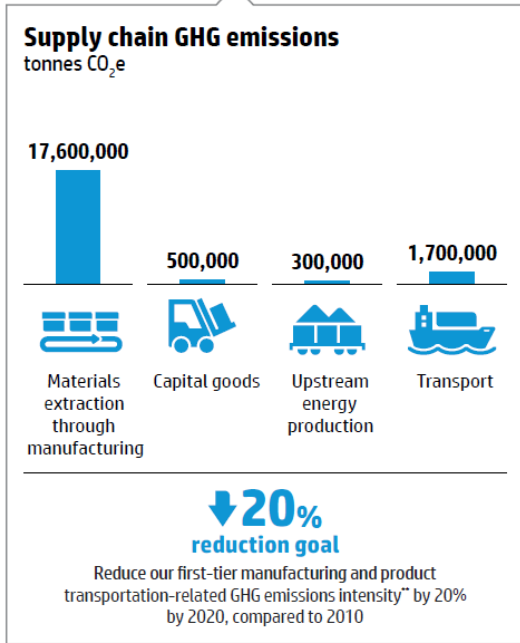 Supply chain GHG emissions
tonnes CO₂e
17,600,000
500,000
300,000
1,700,000
Materials
extraction
through
manufacturing
Capital goods
Upstream
energy
production
Transport
20%
reduction goal
Reduce our first-tier manufacturing and product
transportation-related GHG emissions intensity** by 20%
by 2020, compared to 2010